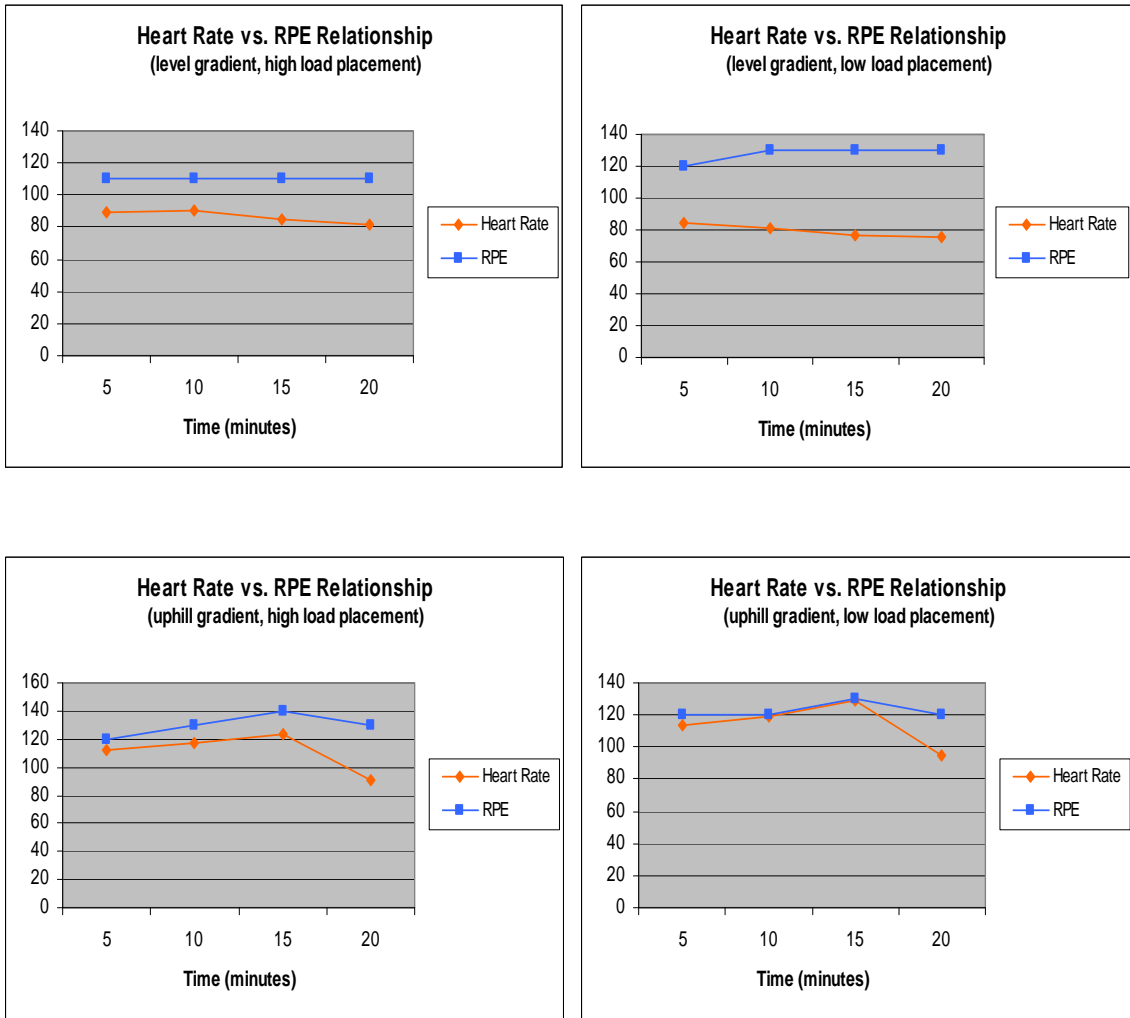 Heart Rate vs. RPE Relationship
(level gradient, high load placement)
140
120
100
80
60
40
20
0
5 10 15 20
Time (minutes)
Heart Rate
RPE
Heart Rate vs. RPE Relationship
(level gradient, low load placement)
140
120
100
80
60
40
20
0
5 10 15 20
Time (minutes)
Heart Rate
RPE
Heart Rate vs. RPE Relationship
(uphill gradient, high load placement)
160
140
120
100
80
60
40
20
0
5 10 15 20
Time (minutes)
Heart Rate
RPE
Heart Rate vs. RPE Relationship
(uphill gradient, low load placement)
140
120
100
80
60
40
20
0
5 10 15 20
Time (minutes)
Heart Rate
RPE